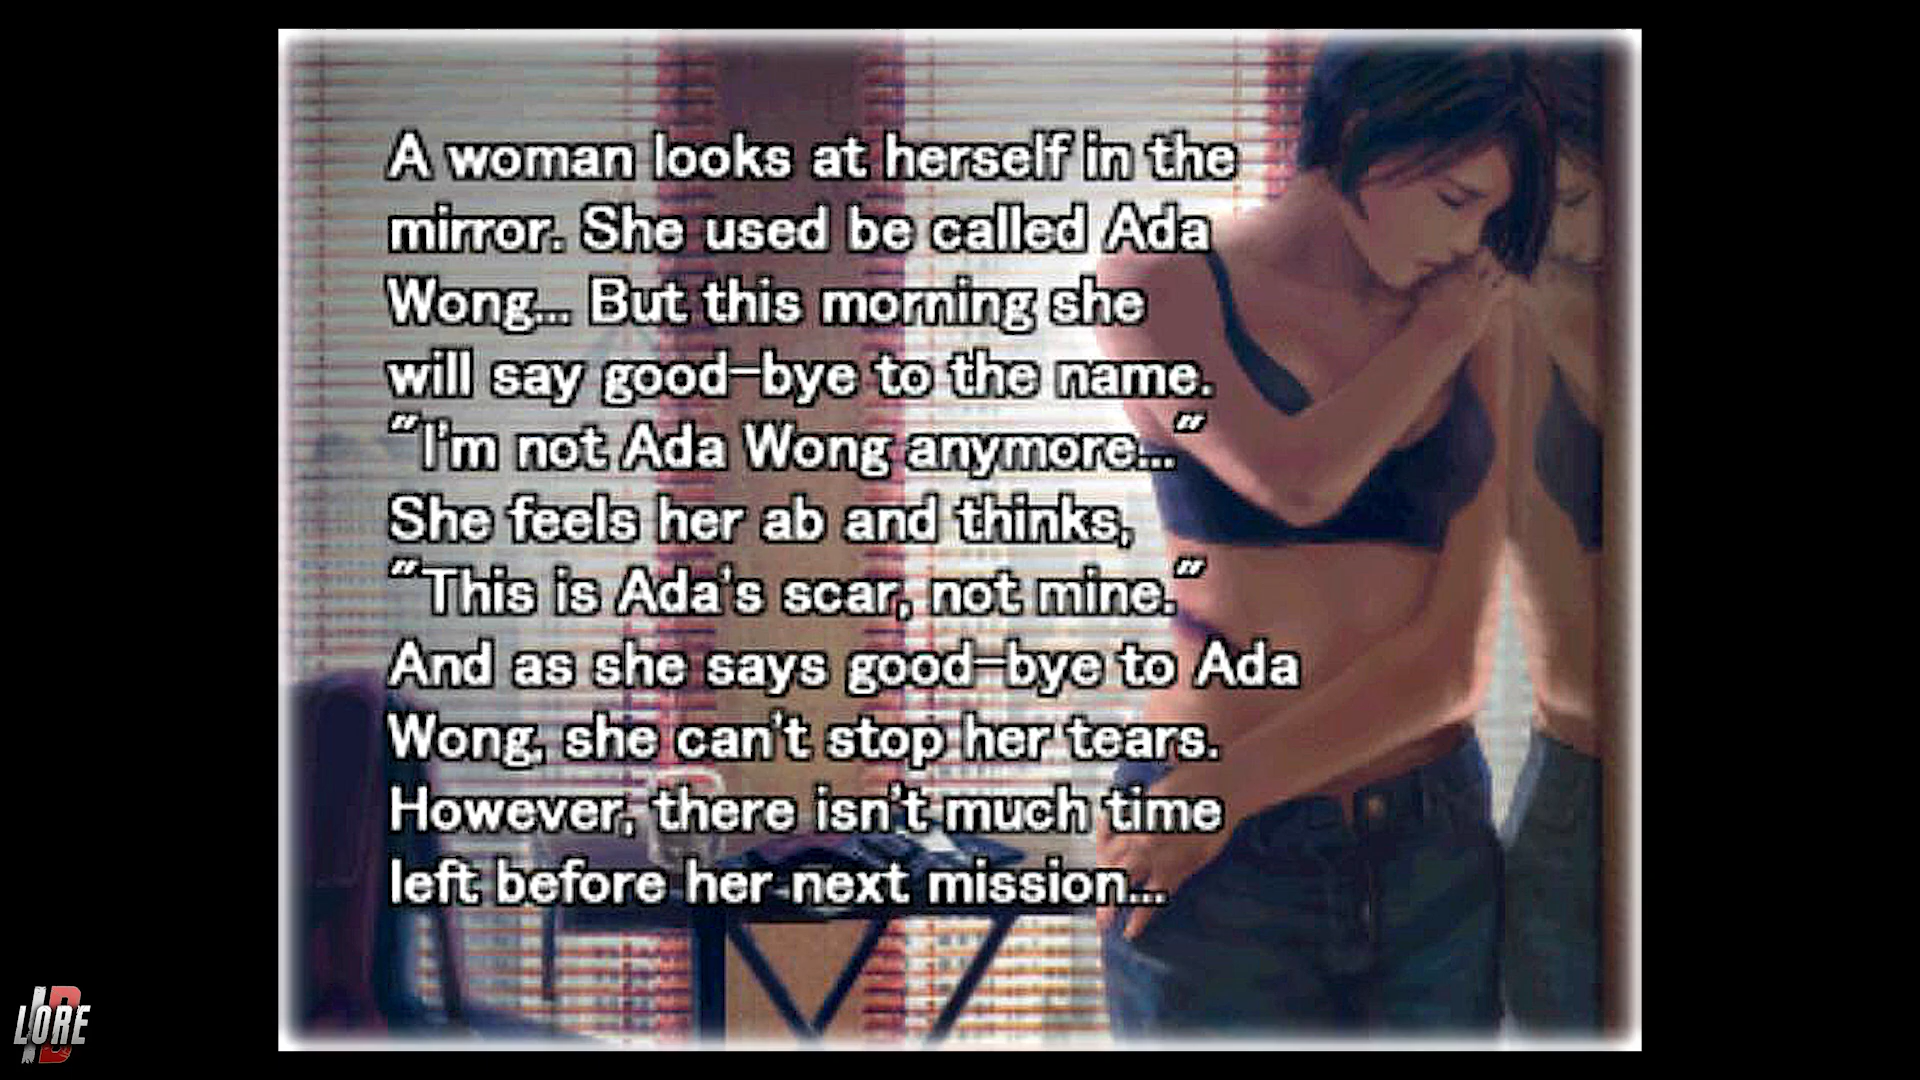 A woman looks at herself in the
mirror. She used be called Ada
Wong... But this morning she
will say good-bye to the name.
"I'm not Ada Wong anymore..."
She feels her ab and thinks,
"This is Ada's scar, not mine."
And as she says good-bye to Ada
Wong, she can't stop her tears.
However, there isn't much time
left before her next mission...
LORE